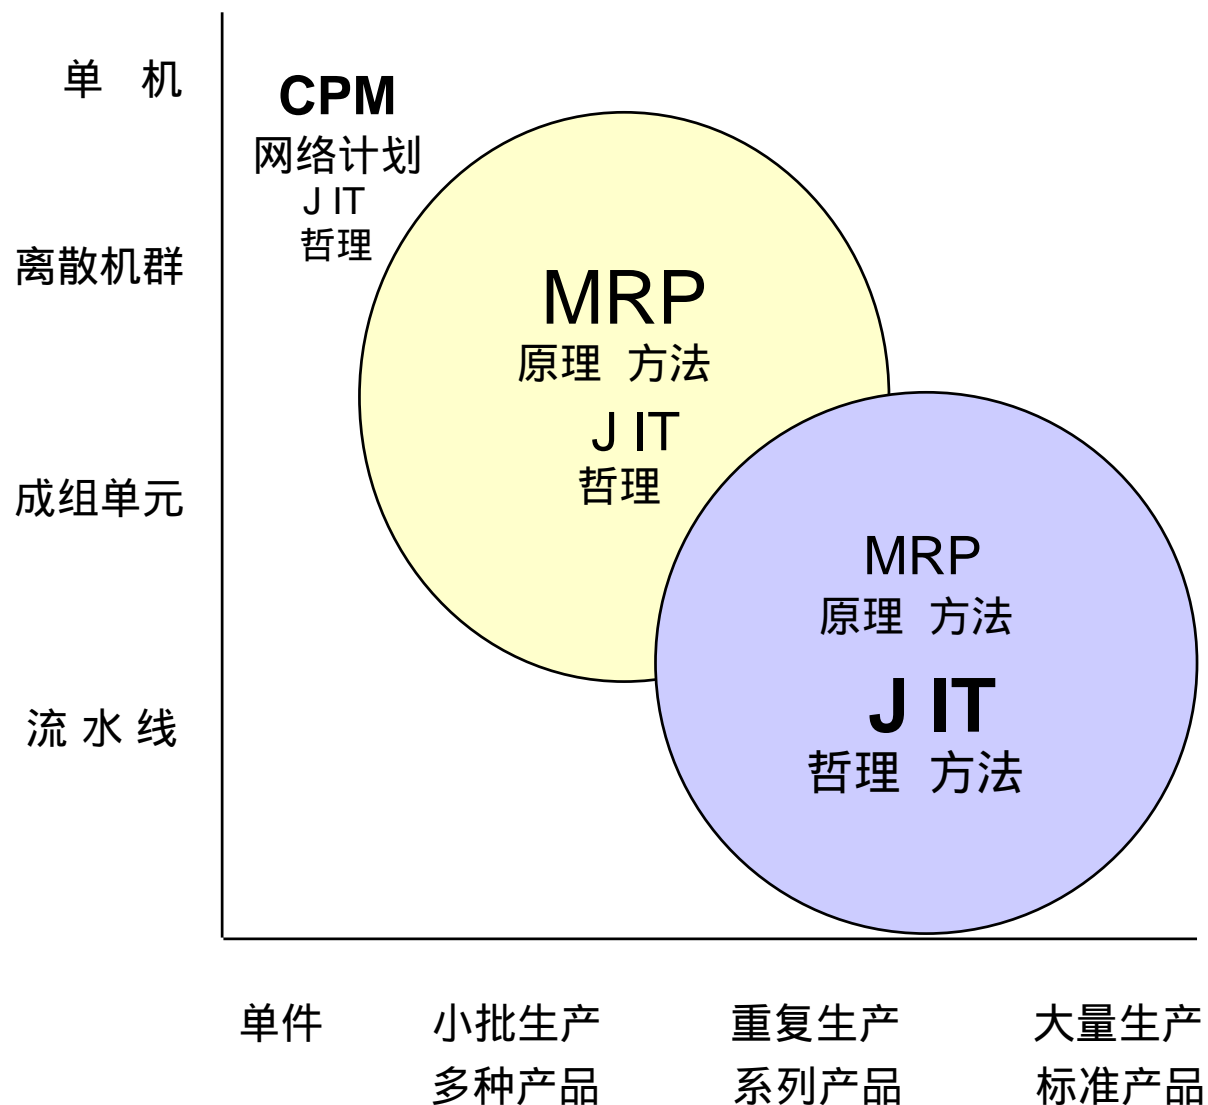 单 机
CPM
网络计划
J IT
哲理
离散机群
MRP
原理 方法
J IT
哲理
成组单元
MRP
原理 方法
J IT
哲理 方法
流 水 线
单件 小批生产 重复生产 大量生产
多种产品 系列产品 标准产品